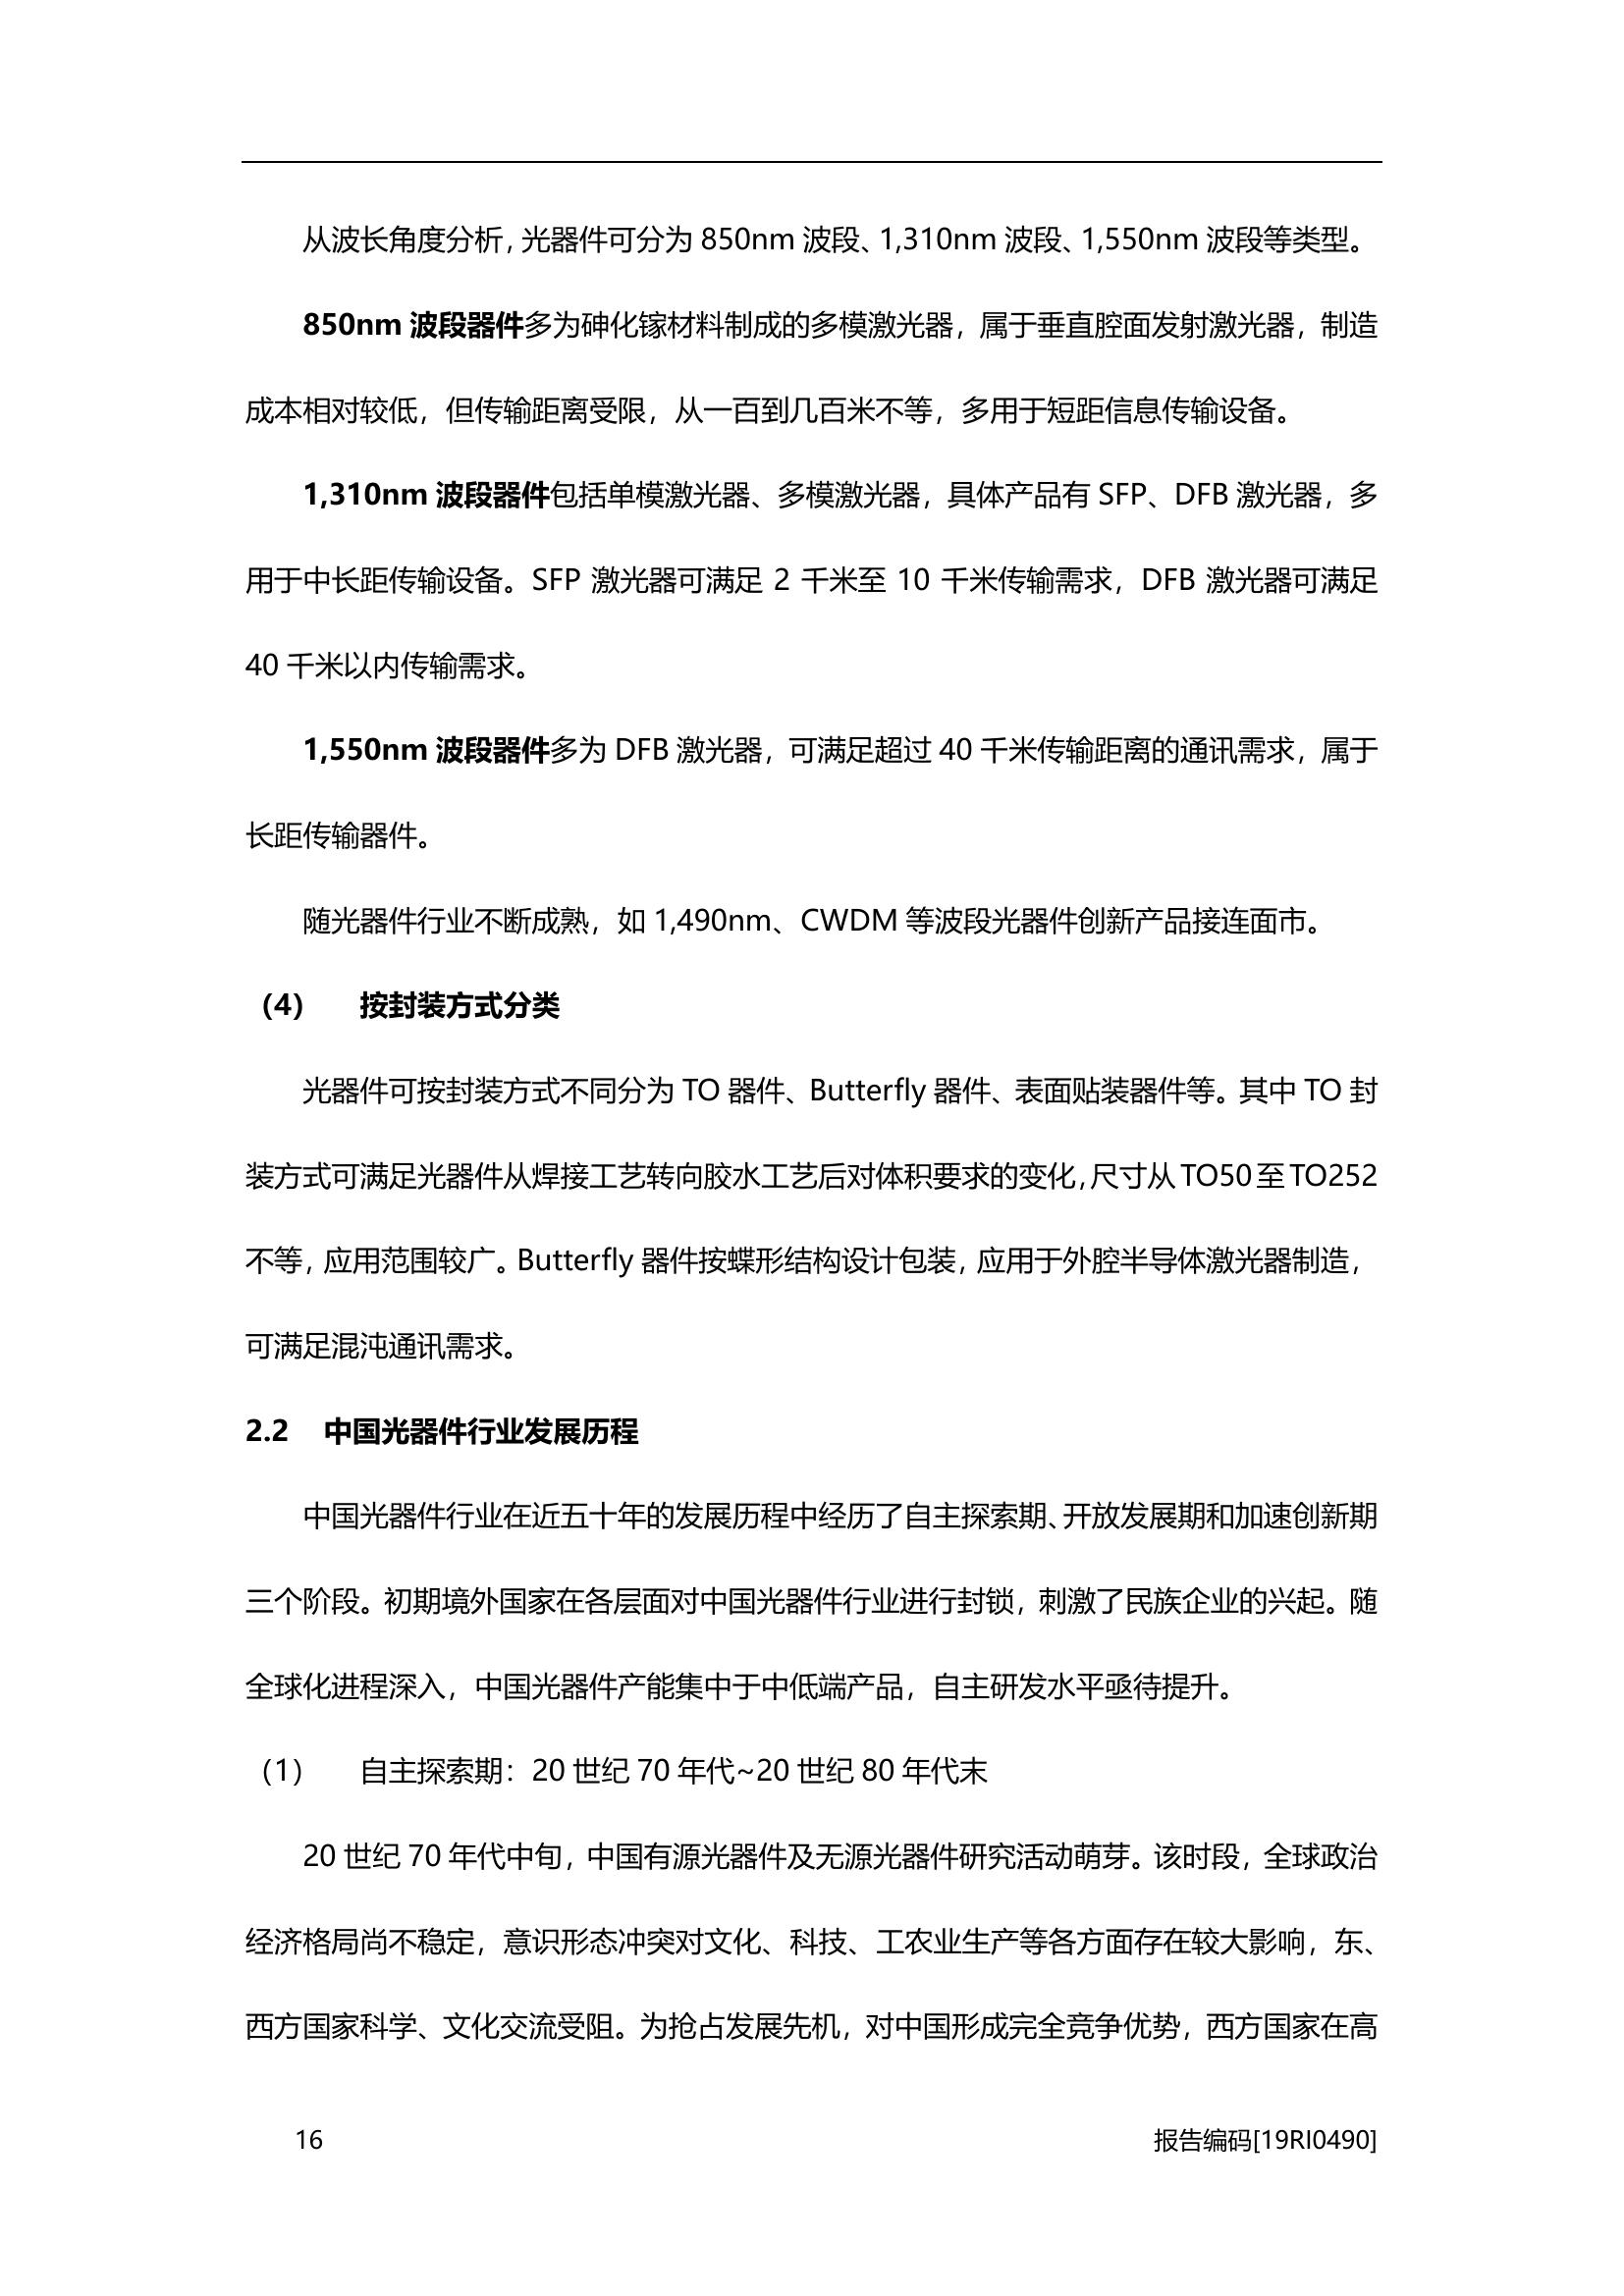 从波长角度分析，光器件可分为 850nm 波段、1,310nm 波段、1,550nm 波段等类型。
850nm 波段器件多为砷化镓材料制成的多模激光器，属于垂直腔面发射激光器，制造
成本相对较低，但传输距离受限，从一百到几百米不等，多用于短距信息传输设备。
1,310nm 波段器件包括单模激光器、多模激光器，具体产品有 SFP、DFB 激光器，多
用于中长距传输设备。SFP 激光器可满足 2 千米至 10 千米传输需求，DFB 激光器可满足
40 千米以内传输需求。
1,550nm 波段器件多为 DFB 激光器，可满足超过 40 千米传输距离的通讯需求，属于
长距传输器件。
随光器件行业不断成熟，如 1,490nm、CWDM 等波段光器件创新产品接连面市。
（4） 按封装方式分类
光器件可按封装方式不同分为 TO 器件、Butterfly 器件、表面贴装器件等。其中 TO 封
装方式可满足光器件从焊接工艺转向胶水工艺后对体积要求的变化，尺寸从 TO50 至 TO252
不等，应用范围较广。Butterfly 器件按蝶形结构设计包装，应用于外腔半导体激光器制造，
可满足混沌通讯需求。
2.2 中国光器件行业发展历程
中国光器件行业在近五十年的发展历程中经历了自主探索期、开放发展期和加速创新期
三个阶段。初期境外国家在各层面对中国光器件行业进行封锁，刺激了民族企业的兴起。随
全球化进程深入，中国光器件产能集中于中低端产品，自主研发水平亟待提升。
（1） 自主探索期：20 世纪 70 年代~20 世纪 80 年代末
20 世纪 70 年代中旬，中国有源光器件及无源光器件研究活动萌芽。该时段，全球政治
经济格局尚不稳定，意识形态冲突对文化、科技、工农业生产等各方面存在较大影响，东、
西方国家科学、文化交流受阻。为抢占发展先机，对中国形成完全竞争优势，西方国家在高
16 报告编码[19RI0490]